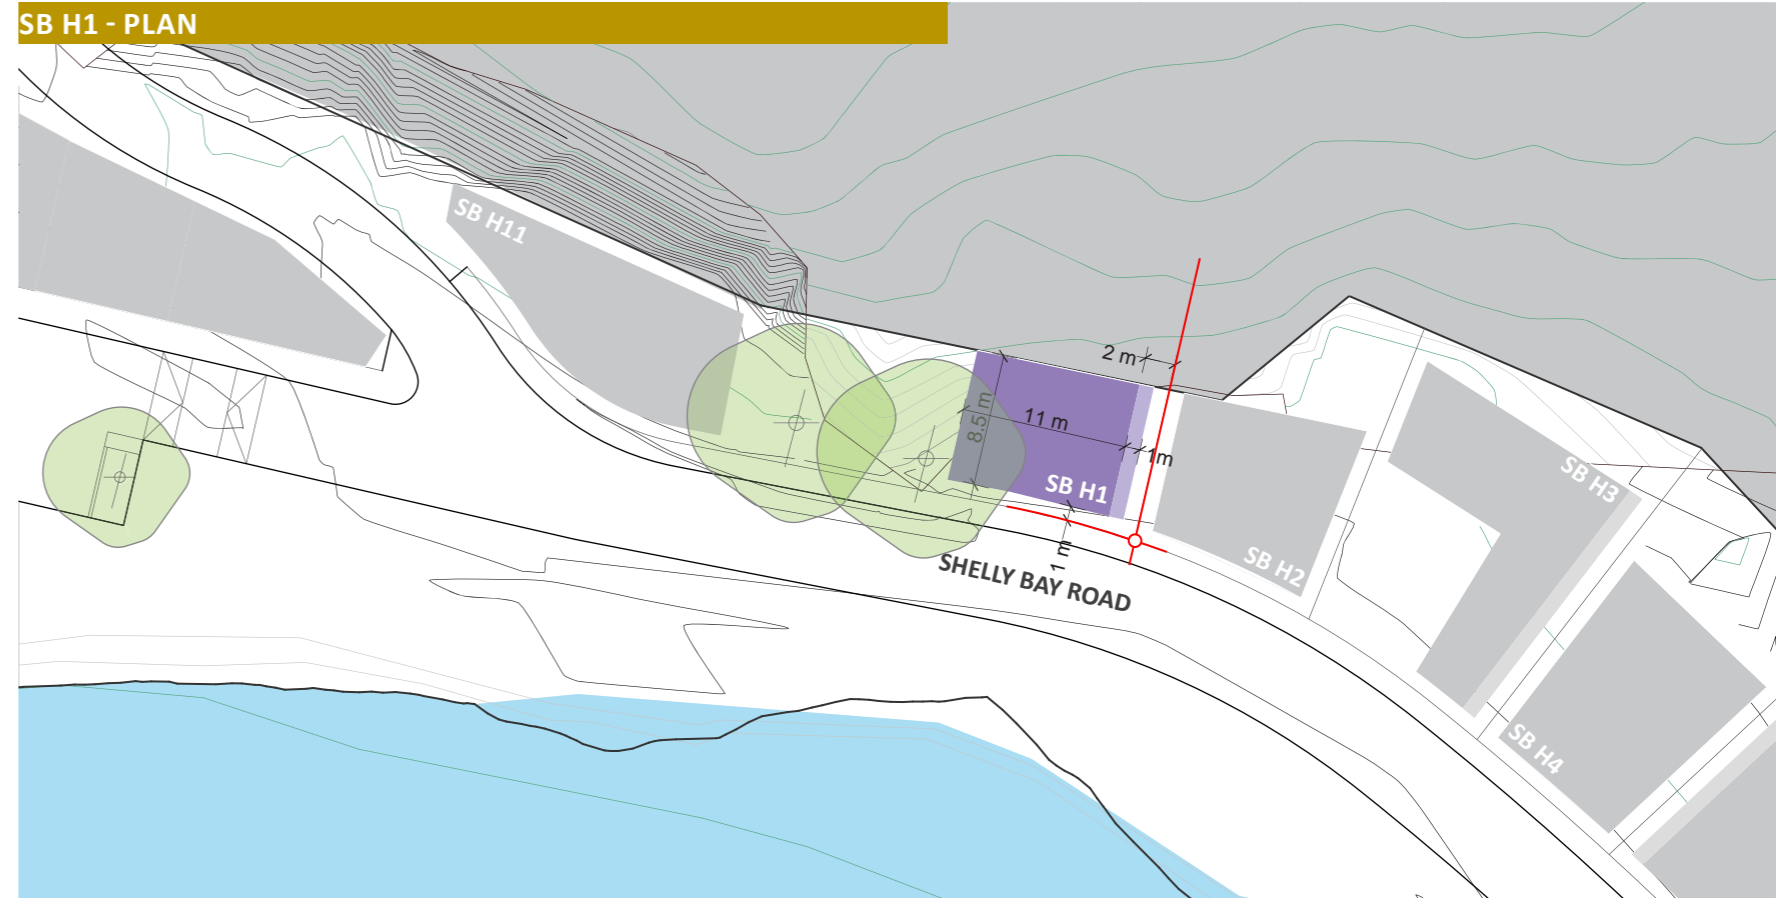 SB H1 - PLAN
SB H11
2 m
8.5 m
11 m
1m
SB H1
1 m
SHELLY BAY ROAD
SB H2
SB H3
SB H4